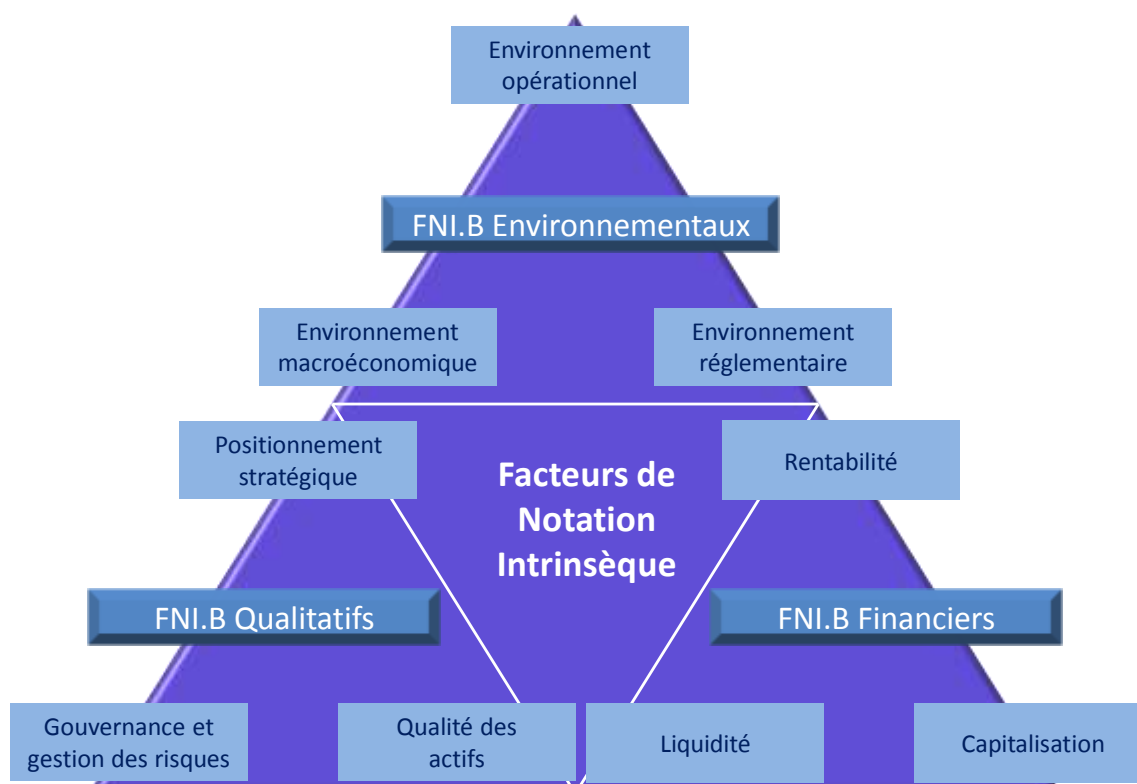 Environnement
opérationnel
FNI.B Environnementaux
Environnement
macroéconomique
Environnement
réglementaire
Positionnement
stratégique
Facteurs de
Notation
Intrinsèque
Rentabilité
FNI.B Qualitatifs
FNI.B Financiers
Gouvernance et
gestion des risques
Qualité des
actifs
Liquidité
Capitalisation